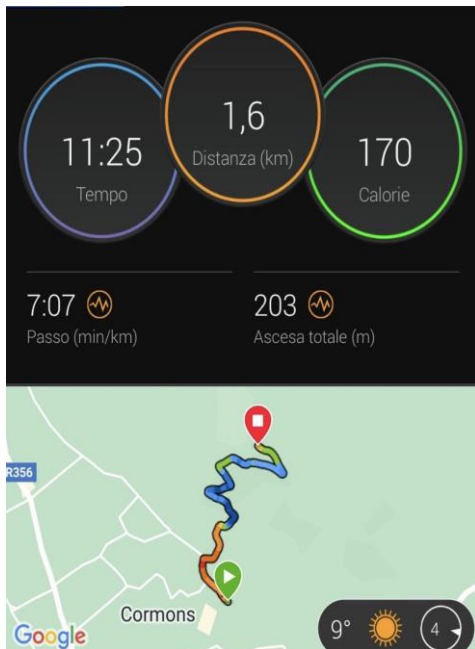 1,6
Distanza (km)
11:25
Tempo
170
Calorie
7:07
Passo (min/km)
203
Ascesa totale (m)
R356
Cormons
Google
9°
4